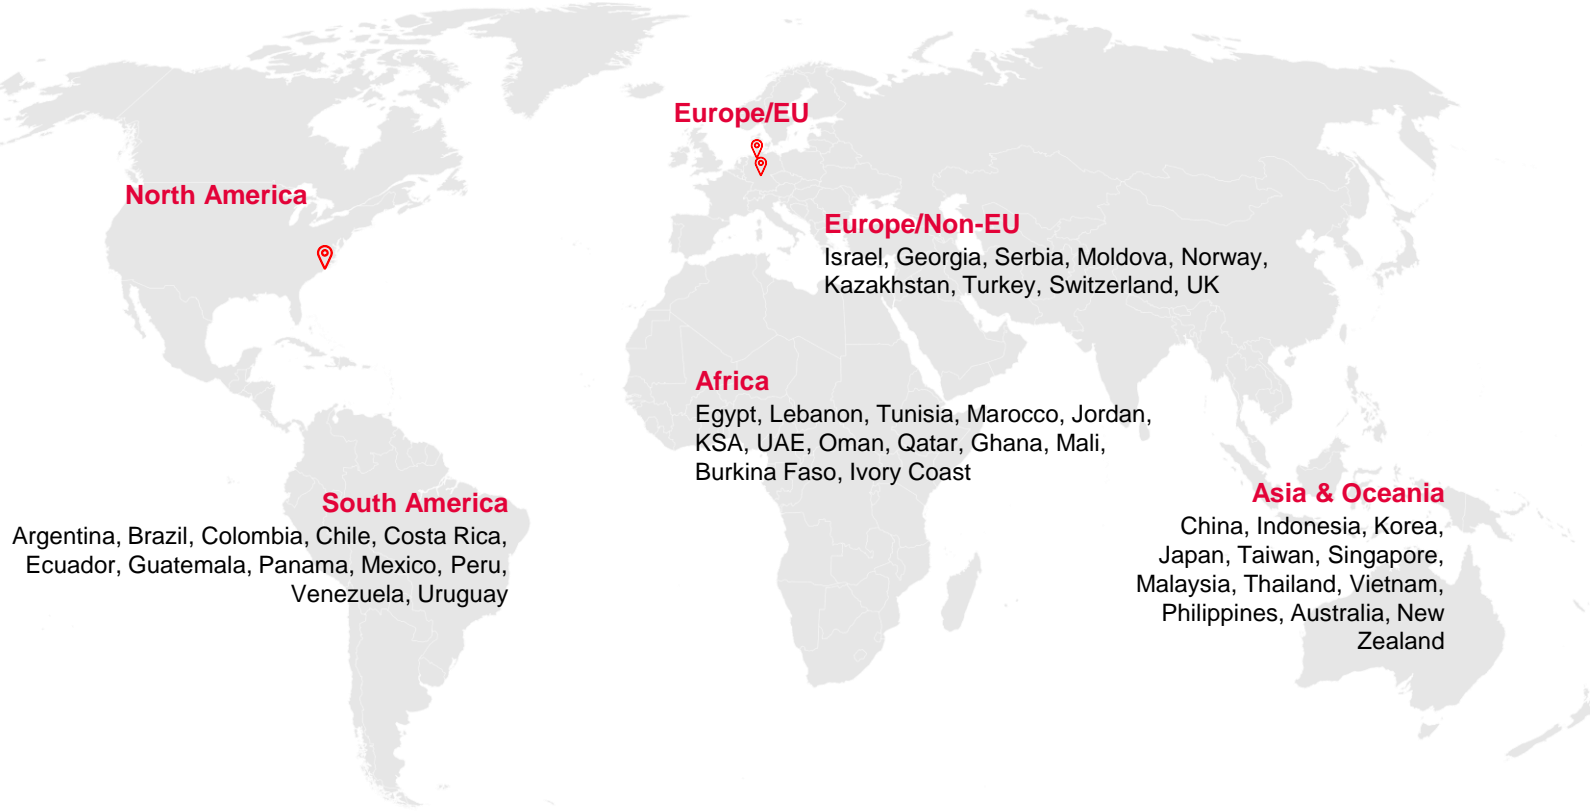 Europe/EU
North America
Europe/Non-EU
Israel, Georgia, Serbia, Moldova, Norway,
Kazakhstan, Turkey, Switzerland, UK
Africa
Egypt, Lebanon, Tunisia, Marocco, Jordan,
KSA, UAE, Oman, Qatar, Ghana, Mali,
Burkina Faso, Ivory Coast
South America
Argentina, Brazil, Colombia, Chile, Costa Rica,
Ecuador, Guatemala, Panama, Mexico, Peru,
Venezuela, Uruguay
Asia & Oceania
China, Indonesia, Korea,
Japan, Taiwan, Singapore,
Malaysia, Thailand, Vietnam,
Philippines, Australia, New
Zealand